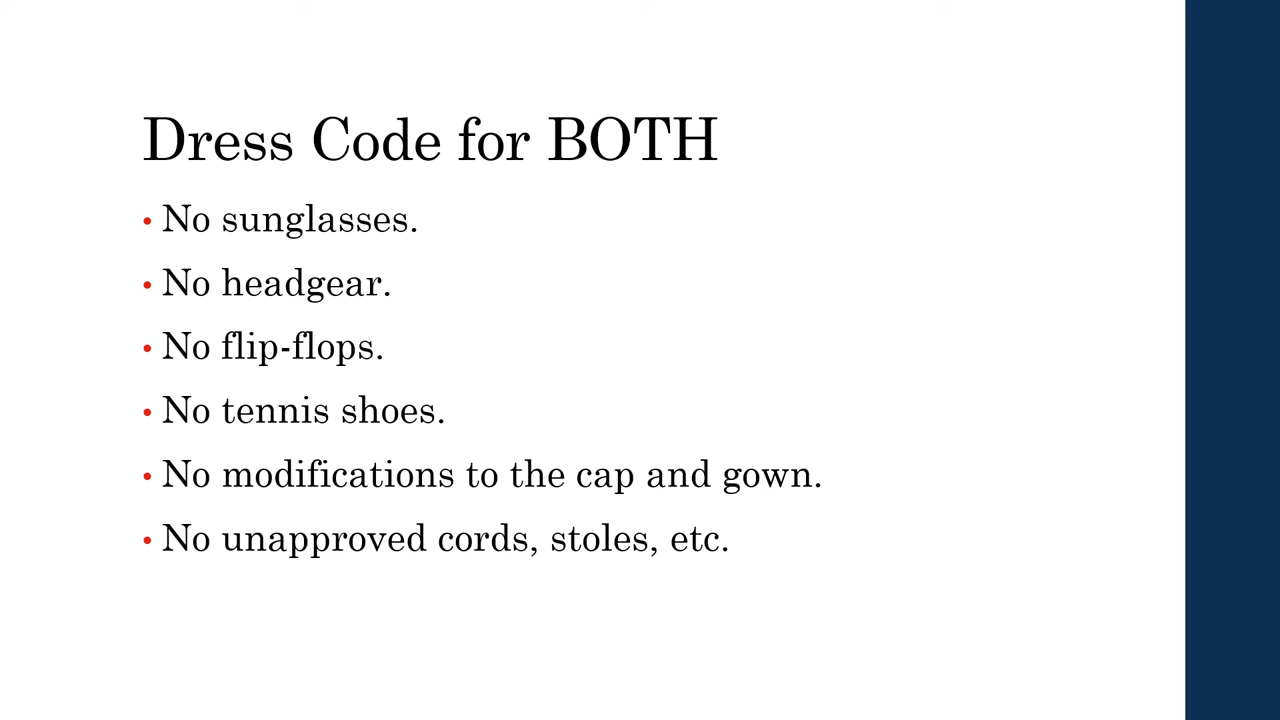 Dress Code for BOTH
• No sunglasses.
• No headgear.
• No flip-flops.
• No tennis shoes.
• No modifications to the cap and gown.
• No unapproved cords, stoles, etc.